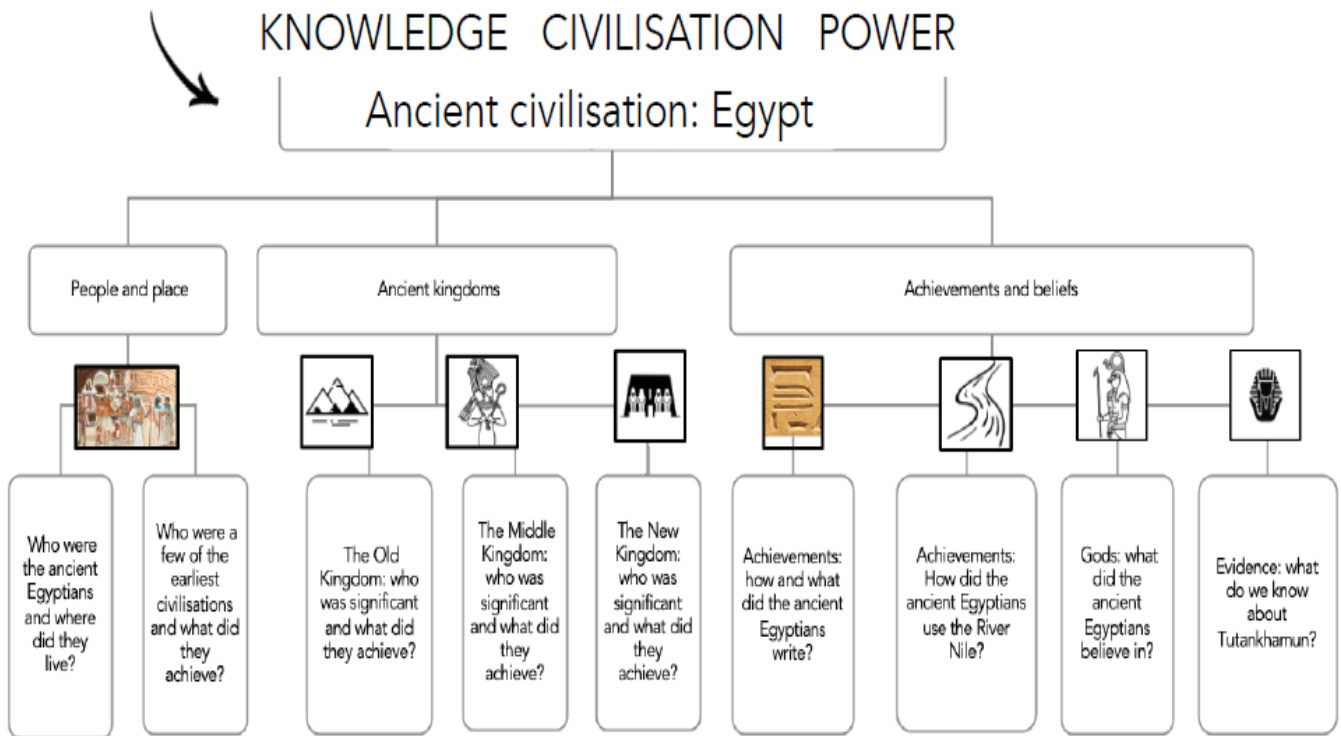 KNOWLEDGE CIVILISATION POWER
Ancient civilisation: Egypt
People and place
Ancient kingdoms
Achievements and beliefs
Who were
the ancient
Egyptians
and where
did they
live?
Who were a
few of the
earliest
civilisations
and what did
they
achieve?
The Old
Kingdom: who
was significant
and what did
they achieve?
The Middle
Kingdom:
who was
significant
and what did
they
achieve?
The New
Kingdom:
who was
significant
and what did
they
achieve?
Achievements:
how and what
did the ancient
Egyptians
write?
Achievements:
How did the
ancient Egyptians
use the River
Nile?
Gods: what
did the
ancient
Egyptians
believe in?
Evidence: what
do we know
about
Tutankhamun?